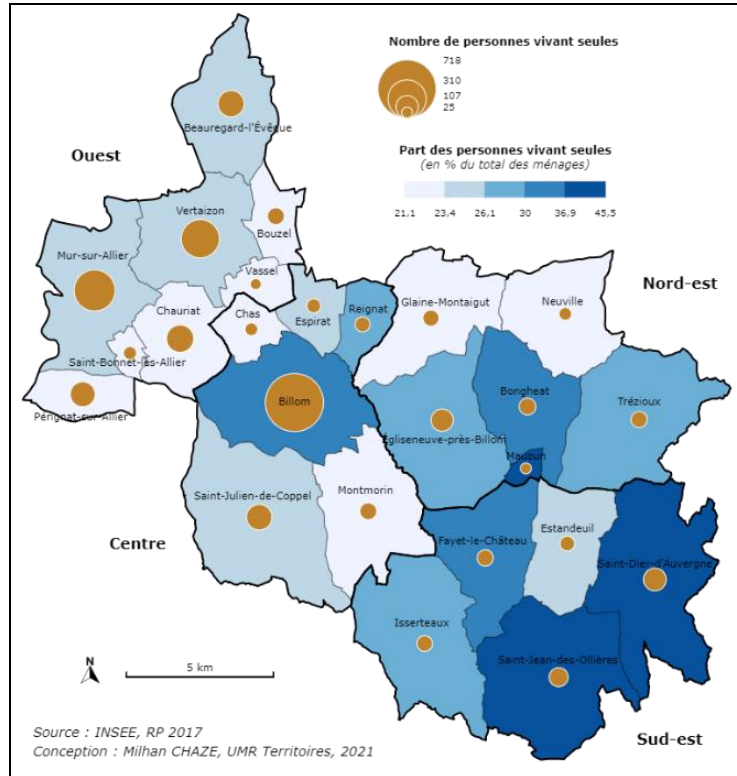 Nombre de personnes vivant seules
718
310
107
25
Part des personnes vivant seules
(en % du total des ménages)
21,1
23,4
26,1
30
36,9
45,5
Beauregard-l'Évêque
Ouest
Vertaizon
Bouzel
Mur-sur-Allier
Vassel
Nord-est
Chauriat
Chas
Espirat
Reignat
Glaine-Montaigut
Neuville
Saint-Bonnet-lès-Allier
Pérignat-sur-Allier
Billom
Bongheat
Trézioux
Égliseneuve-près-Billom
Mauzun
Saint-Julien-de-Coppel
Montmorin
Centre
Fayet-le-Château
Estandeuil
Saint-Dier-d'Auvergne
Isserteaux
Saint-Jean-des-Ollières
N
5 km
Sud-est
Source : INSEE, RP 2017
Conception : Milhan CHAZE, UMR Territoires, 2021